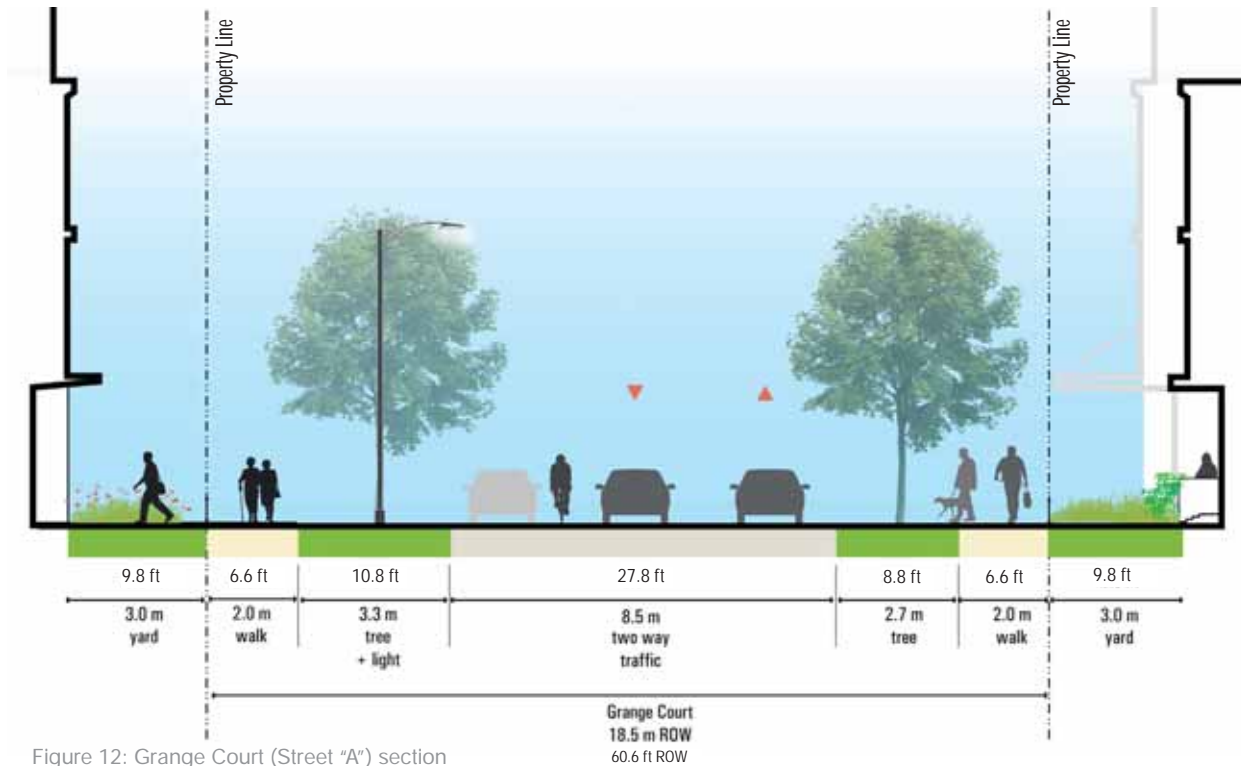 Property Line
Property Line
9.8 ft
6.6 ft
10.8 ft
27.8 ft
8.8 ft
6.6 ft
9.8 ft
3.0 m
yard
2.0 m
walk
3.3 m
tree
+ light
8.5 m
two way
traffic
2.7 m
tree
2.0 m
walk
3.0 m
yard
Grange Court
18.5 m ROW
60.6 ft ROW
Figure 12: Grange Court (Street “A”) section